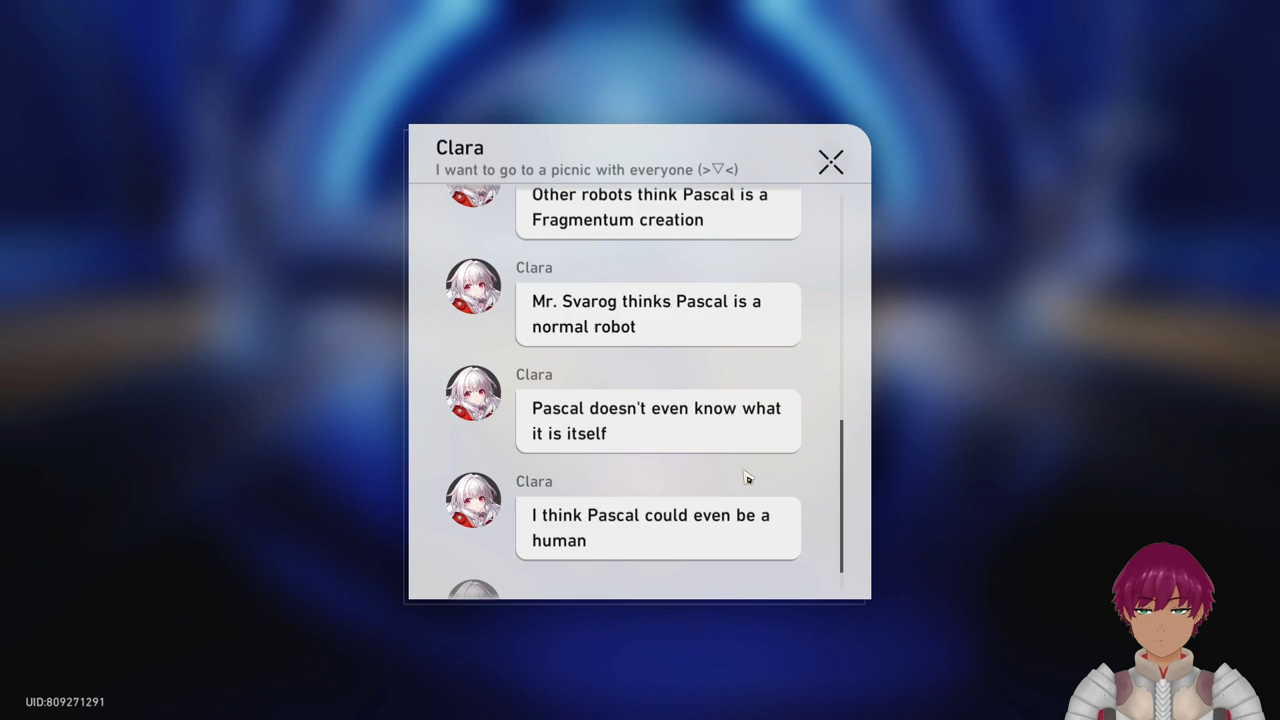 Clara
I want to go to a picnic with everyone (>▽<)
Other robots think Pascal is a
Fragmentum creation
Clara
Mr. Svarog thinks Pascal is a
normal robot
Clara
Pascal doesn't even know what
it is itself
Clara
I think Pascal could even be a
human
UID:809271291